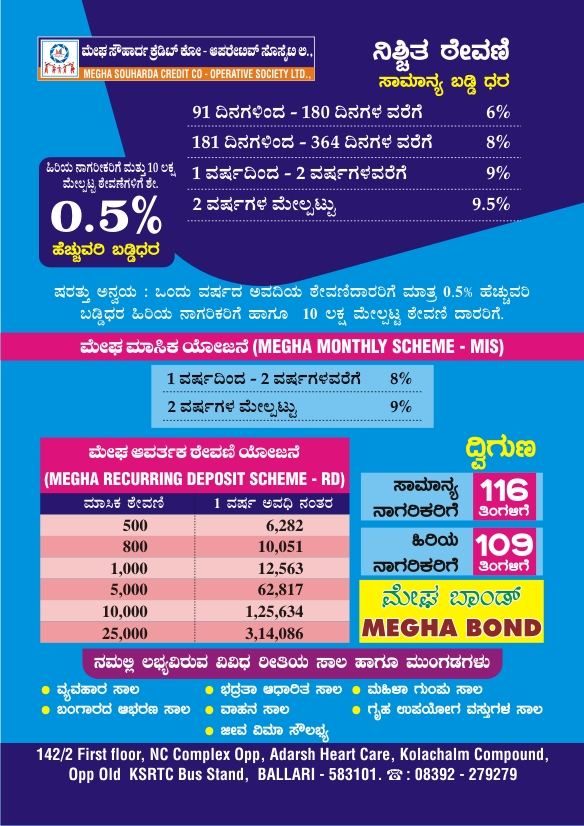 ಮೇಘ ಸೌಹಾರ್ದ ಕ್ರೆಡಿಟ್ ಕೋ - ಆಪರೇಟಿವ್ ಸೊಸೈಟಿ ಲಿ.,
MEGHA SOUHARDA CREDIT CO - OPERATIVE SOCIETY LTD.,
ನಿಶ್ಚಿತ ಠೇವಣಿ
ಸಾಮಾನ್ಯ ಬಡ್ಡಿ ಧರ
91 ದಿನಗಳಿಂದ - 180 ದಿನಗಳ ವರೆಗೆ 6%
181 ದಿನಗಳಿಂದ - 364 ದಿನಗಳ ವರೆಗೆ 8%
1 ವರ್ಷದಿಂದ - 2 ವರ್ಷಗಳವರೆಗೆ 9%
2 ವರ್ಷಗಳ ಮೇಲ್ಪಟ್ಟು 9.5%
ಹಿರಿಯ ನಾಗರೀಕರಿಗೆ ಮತ್ತು 10 ಲಕ್ಷ
ಮೇಲ್ಪಟ್ಟ ಠೇವಣಿಗಳಿಗೆ ಶೇ.
0.5%
ಹೆಚ್ಚುವರಿ ಬಡ್ಡಿಧರ
ಷರತ್ತು ಅನ್ವಯ : ಒಂದು ವರ್ಷದ ಅವದಿಯ ಠೇವಣಿದಾರರಿಗೆ ಮಾತ್ರ 0.5% ಹೆಚ್ಚುವರಿ
ಬಡ್ಡಿಧರ ಹಿರಿಯ ನಾಗರಿಕರಿಗೆ ಹಾಗೂ 10 ಲಕ್ಷ ಮೇಲ್ಪಟ್ಟ ಠೇವಣಿ ದಾರರಿಗೆ.
ಮೇಘ ಮಾಸಿಕ ಯೋಜನೆ (MEGHA MONTHLY SCHEME - MIS)
1 ವರ್ಷದಿಂದ - 2 ವರ್ಷಗಳವರೆಗೆ 8%
2 ವರ್ಷಗಳ ಮೇಲ್ಪಟ್ಟು 9%
ಮೇಘ ಆವರ್ತಕ ಠೇವಣಿ ಯೋಜನೆ
(MEGHA RECURRING DEPOSIT SCHEME - RD)
ಮಾಸಿಕ ಠೇವಣಿ 1 ವರ್ಷ ಅವಧಿ ನಂತರ
500 6,282
800 10,051
1,000 12,563
5,000 62,817
10,000 1,25,634
25,000 3,14,086
ದ್ವಿಗುಣ
ಸಾಮಾನ್ಯ ನಾಗರಿಕರಿಗೆ 116 ತಿಂಗಳಿಗೆ
ಹಿರಿಯ ನಾಗರಿಕರಿಗೆ 109 ತಿಂಗಳಿಗೆ
ಮೇಘ ಬಾಂಡ್
MEGHA BOND
ನಮ್ಮಲ್ಲಿ ಲಭ್ಯವಿರುವ ವಿವಿಧ ರೀತಿಯ ಸಾಲ ಹಾಗೂ ಮುಂಗಡಗಳು
● ವ್ಯವಹಾರ ಸಾಲ ● ಭದ್ರತಾ ಆಧಾರಿತ ಸಾಲ ● ಮಹಿಳಾ ಗುಂಪು ಸಾಲ
● ಬಂಗಾರದ ಆಭರಣ ಸಾಲ ● ವಾಹನ ಸಾಲ ● ಗೃಹ ಉಪಯೋಗ ವಸ್ತುಗಳ ಸಾಲ
● ಜೀವ ವಿಮಾ ಸೌಲಭ್ಯ
142/2 First floor, NC Complex Opp, Adarsh Heart Care, Kolachalm Compound,
Opp Old KSRTC Bus Stand, BALLARI - 583101. ☎ : 08392 - 279279